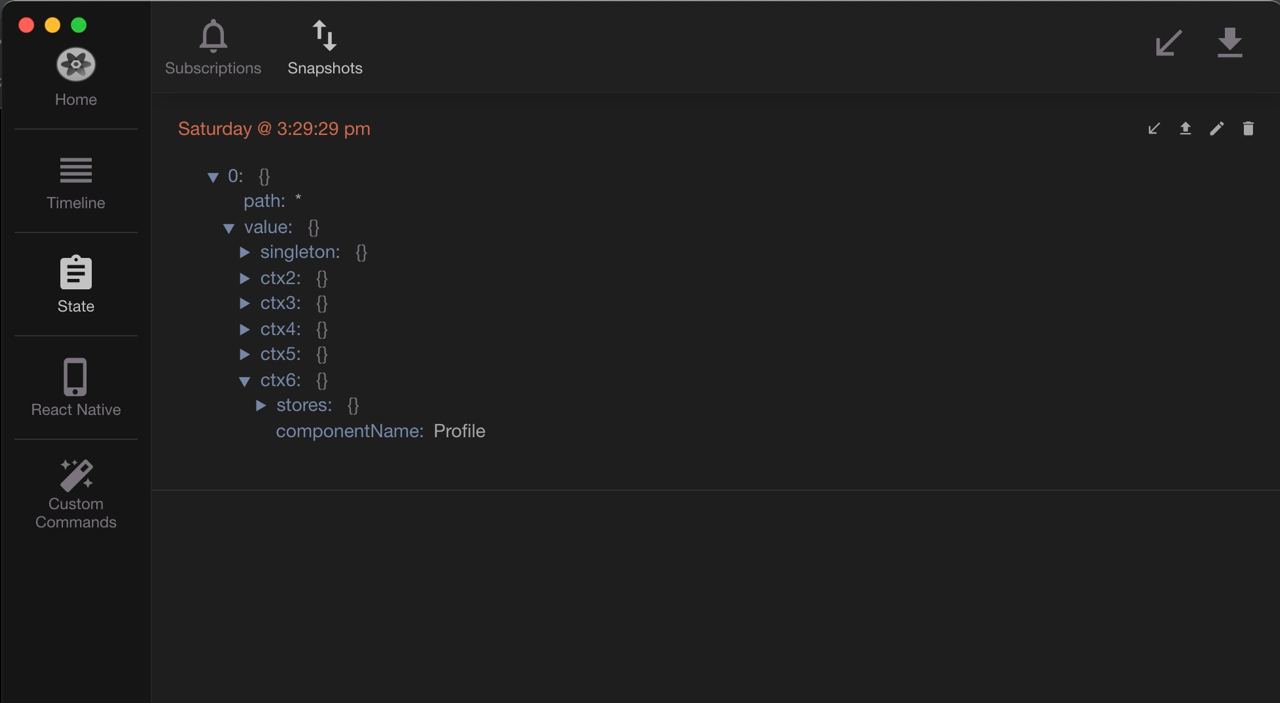 Home
Timeline
State
React Native
Custom
Commands
Subscriptions
Snapshots
Saturday @ 3:29:29 pm
0: {}
path: *
value: {}
singleton: {}
ctx2: {}
ctx3: {}
ctx4: {}
ctx5: {}
ctx6: {}
stores: {}
componentName: Profile